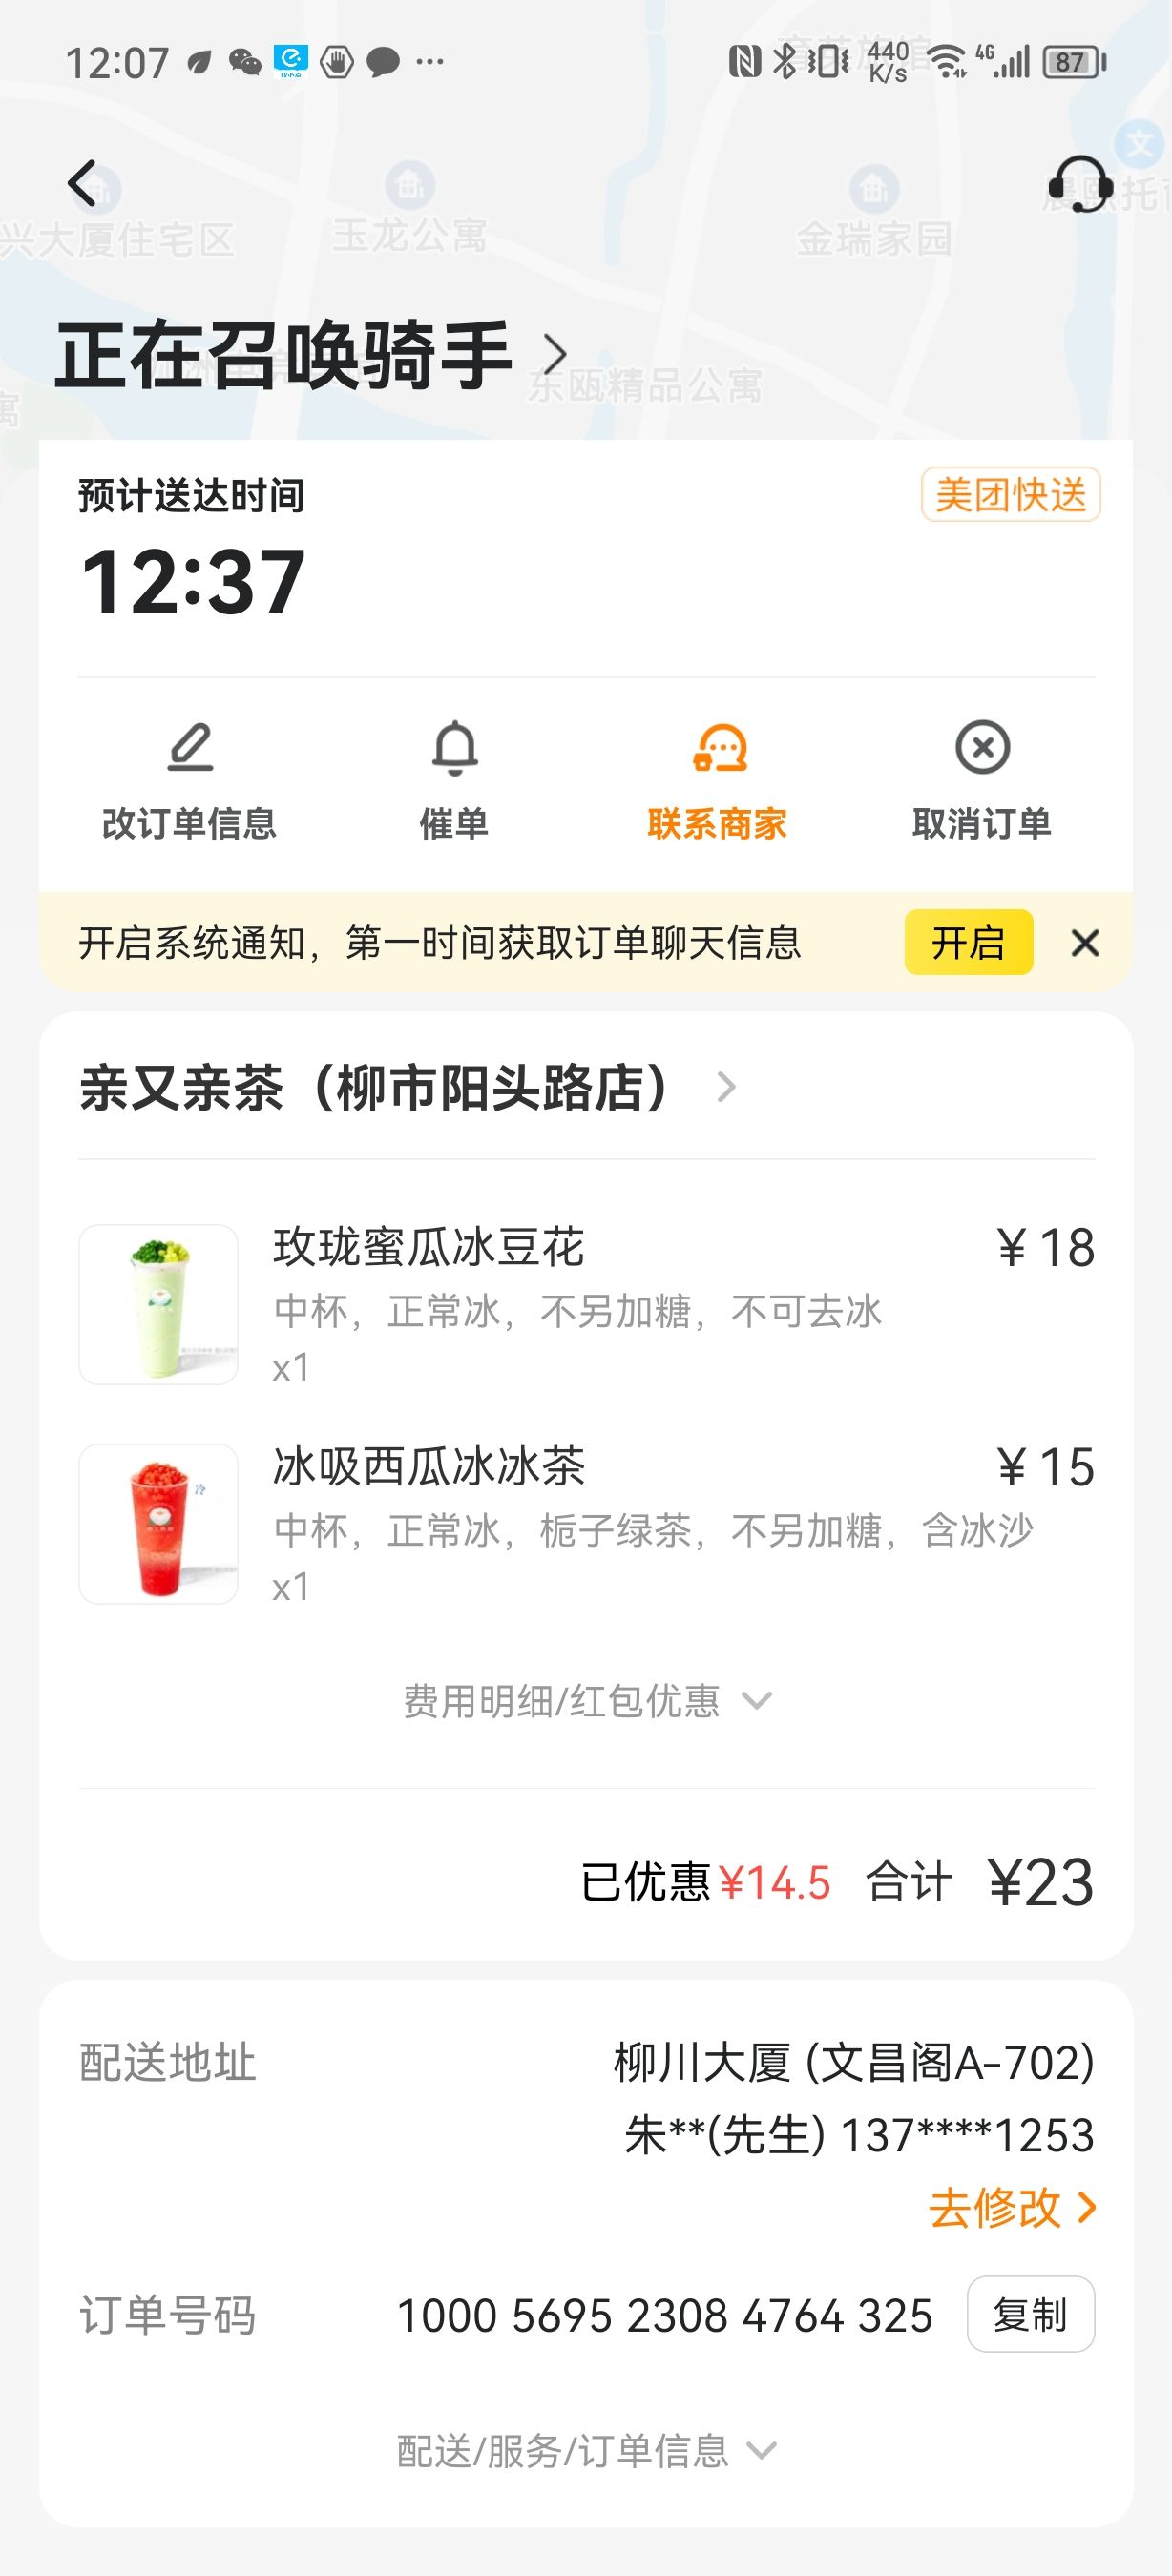 12:07
440
K/s
4G
87
文
兴大厦住宅区
玉龙公寓
金瑞家园
正在召唤骑手
东瓯精品公寓
寓
预计送达时间
美团快送
12:37
改订单信息
催单
联系商家
取消订单
开启系统通知，第一时间获取订单聊天信息
开启
亲又亲茶（柳市阳头路店）
玫珑蜜瓜冰豆花
¥ 18
中杯，正常冰，不另加糖，不可去冰
x1
冰吸西瓜冰冰茶
¥ 15
中杯，正常冰，栀子绿茶，不另加糖，含冰沙
x1
费用明细/红包优惠
已优惠¥14.5 合计 ¥23
配送地址
柳川大厦 (文昌阁A-702)
朱**(先生) 137****1253
去修改
订单号码
1000 5695 2308 4764 325
复制
配送/服务/订单信息